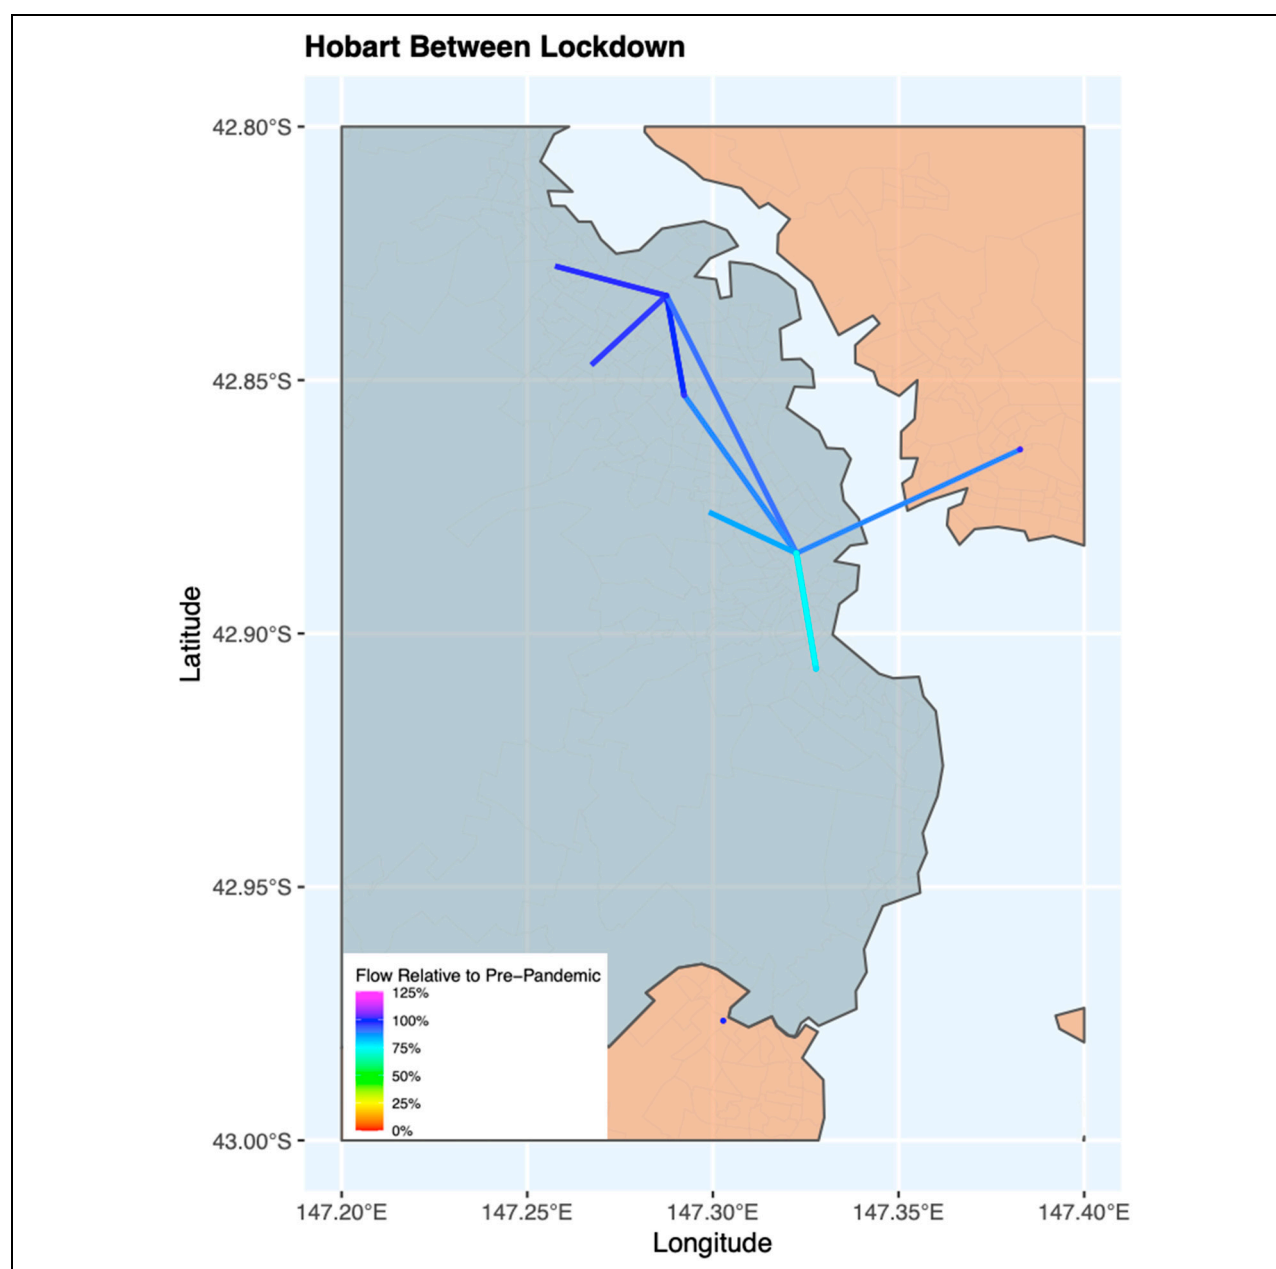 Hobart Between Lockdown
42.80°S
42.85°S
Latitude
42.90°S
42.95°S
43.00°S
Flow Relative to Pre-Pandemic
125%
100%
75%
50%
25%
0%
147.20°E 147.25°E 147.30°E 147.35°E 147.40°E
Longitude